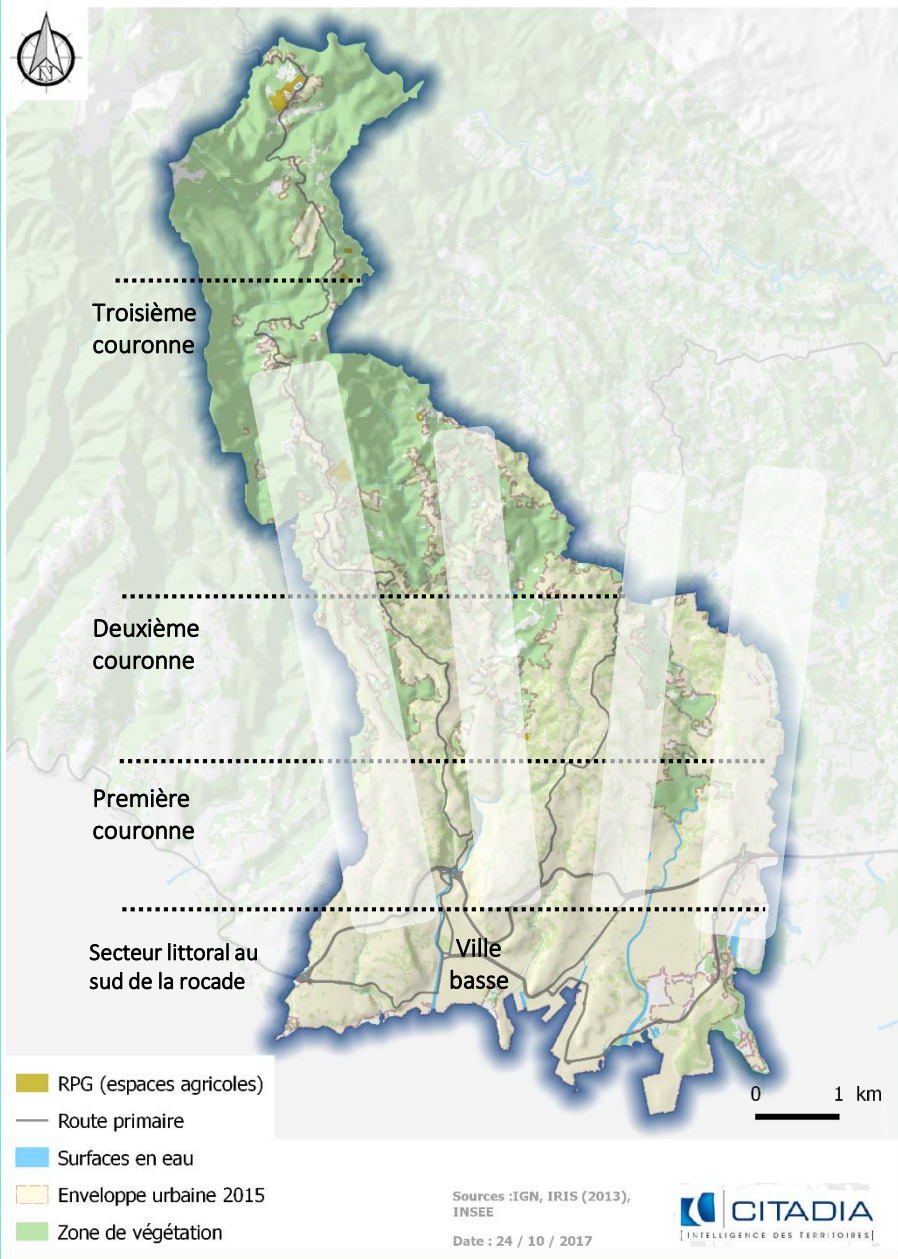 N
Troisième
couronne
Deuxième
couronne
Première
couronne
Secteur littoral au
sud de la rocade
Ville
basse
RPG (espaces agricoles)
Route primaire
Surfaces en eau
Enveloppe urbaine 2015
Zone de végétation
0 1 km
Sources :IGN, IRIS (2013),
INSEE
Date : 24 / 10 / 2017
CITADIA
[ INTELLIGENCE DES TERRITOIRES]